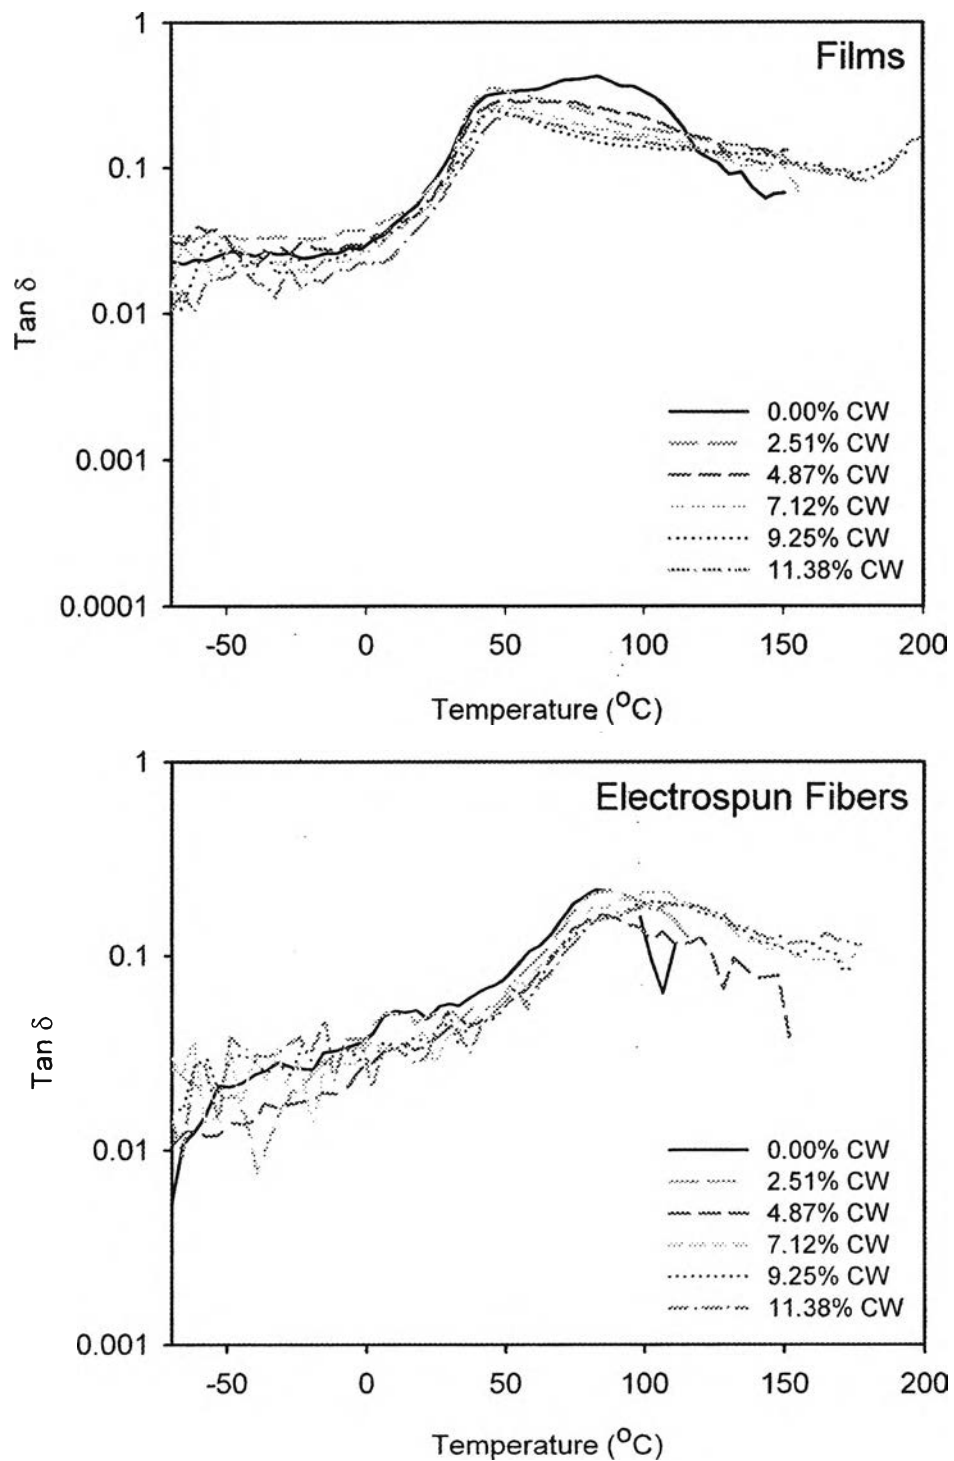 1
Films
0.1
0.01
0.001
0.0001
Tan δ
0.00% CW
2.51% CW
4.87% CW
7.12% CW
9.25% CW
11.38% CW
-50 0 50 100 150 200
Temperature (°C)
1
Electrospun Fibers
0.1
0.01
0.001
Tan δ
0.00% CW
2.51% CW
4.87% CW
7.12% CW
9.25% CW
11.38% CW
-50 0 50 100 150 200
Temperature (°C)